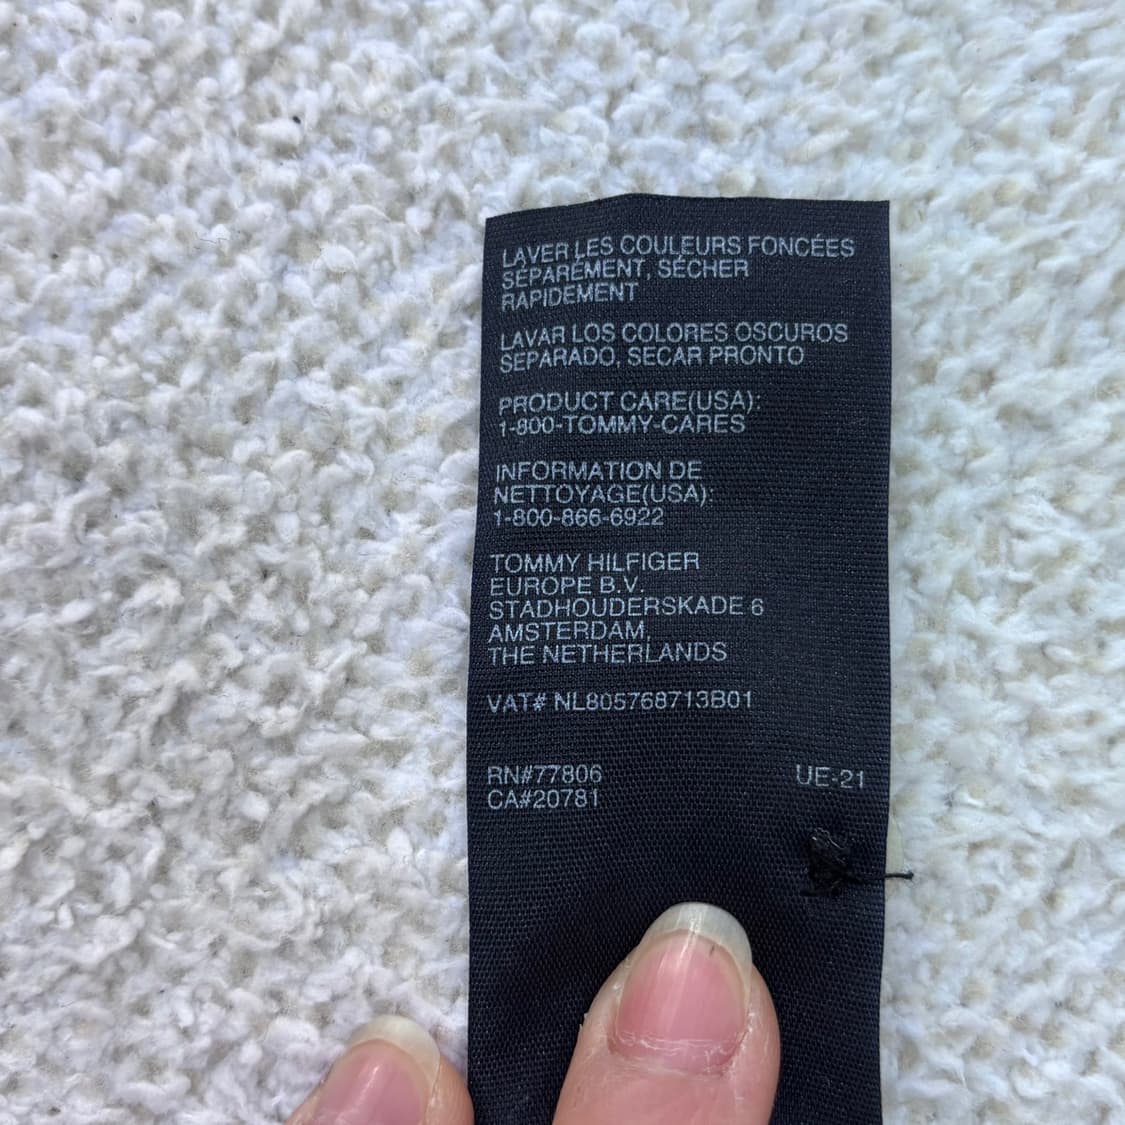 LAVER LES COULEURS FONCÉES
SÉPARÉMENT, SÉCHER
RAPIDEMENT
LAVAR LOS COLORES OSCUROS
SEPARADO, SECAR PRONTO
PRODUCT CARE(USA):
1-800-TOMMY-CARES
INFORMATION DE
NETTOYAGE(USA):
1-800-866-6922
TOMMY HILFIGER
EUROPE B.V.
STADHOUDERSKADE 6
AMSTERDAM,
THE NETHERLANDS
VAT# NL805768713B01
RN#77806 UE-21
CA#20781